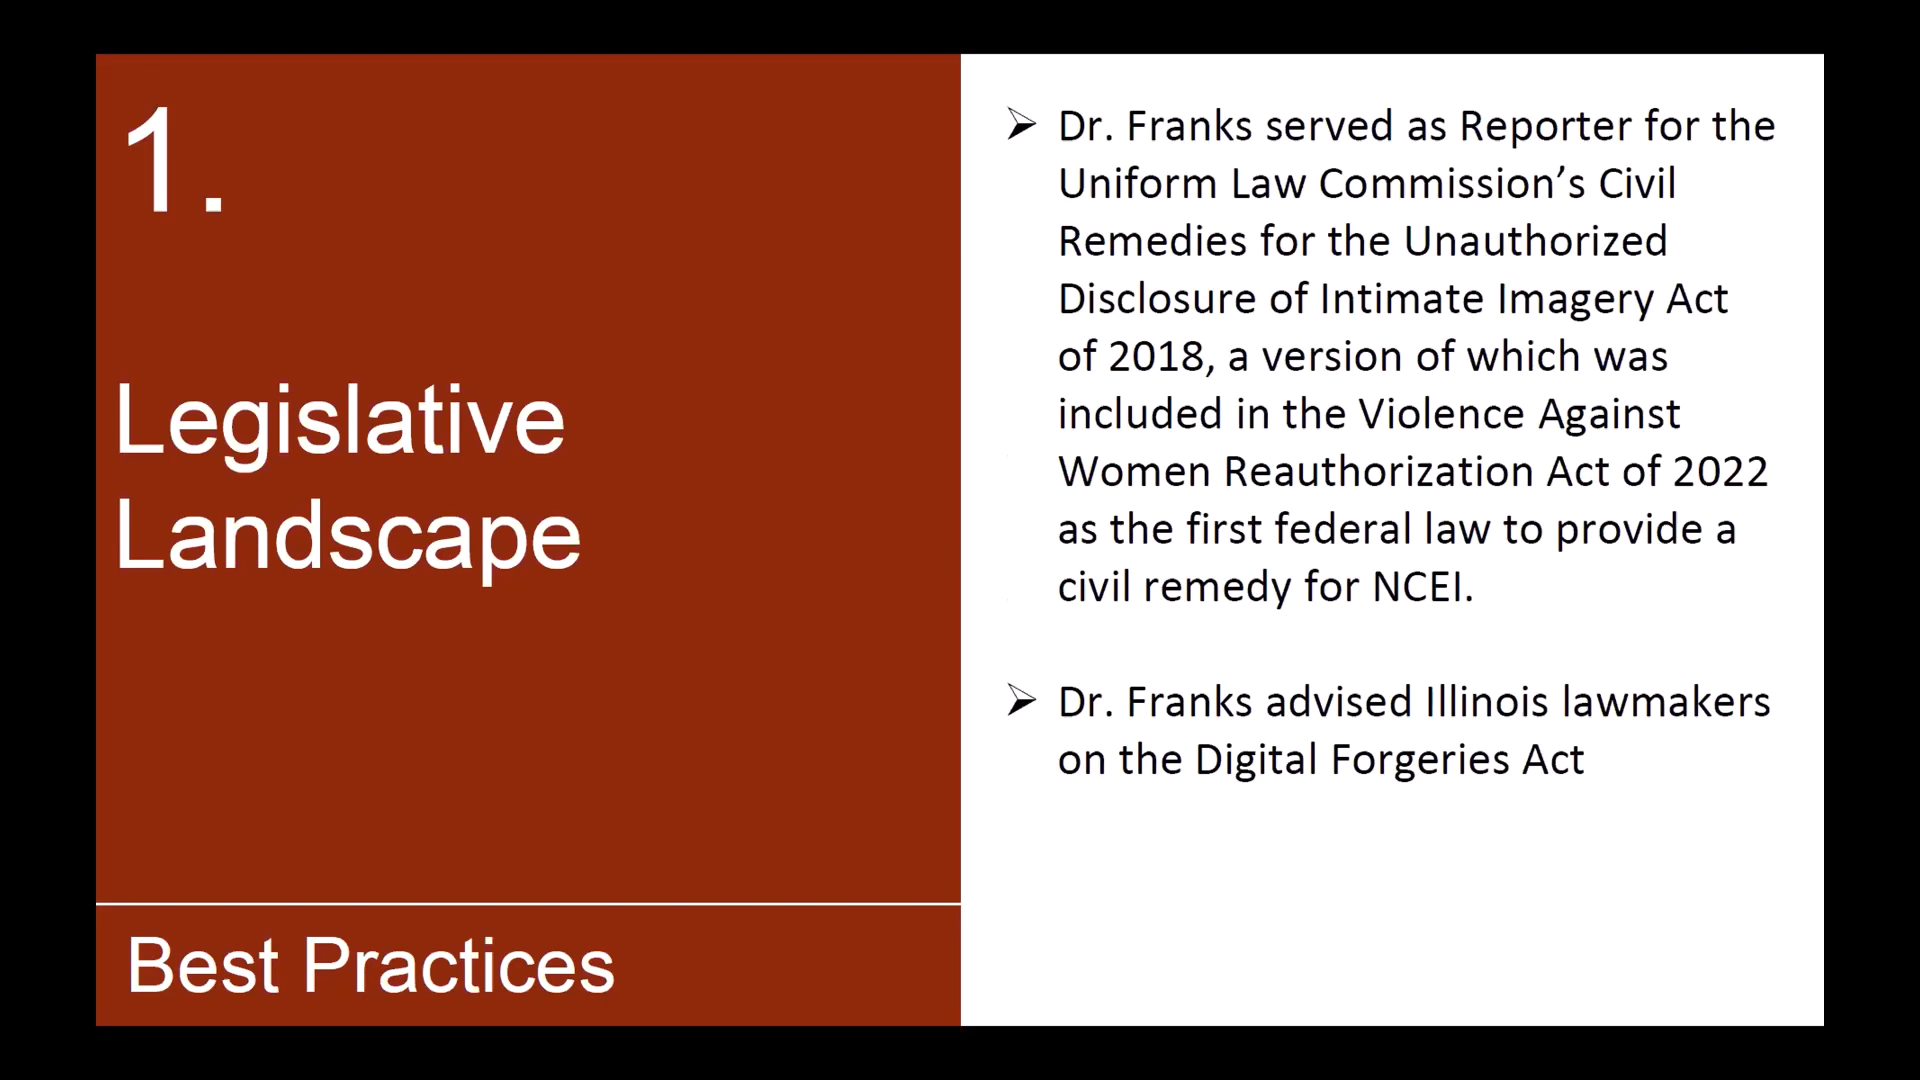 1.
Legislative
Landscape
Best Practices
➢ Dr. Franks served as Reporter for the
Uniform Law Commission’s Civil
Remedies for the Unauthorized
Disclosure of Intimate Imagery Act
of 2018, a version of which was
included in the Violence Against
Women Reauthorization Act of 2022
as the first federal law to provide a
civil remedy for NCEI.
➢ Dr. Franks advised Illinois lawmakers
on the Digital Forgeries Act